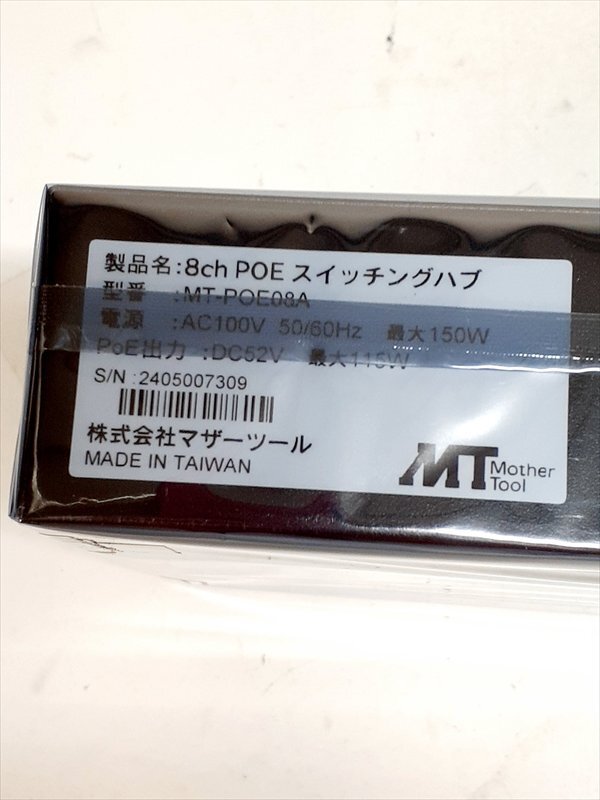 製品名:8ch POE スイッチングハブ
型番 :MT-POE08A
電源 :AC100V 50/60Hz 最大150W
PoE出力 :DC52V 最大115W
S/N :2405007309
株式会社マザーツール
MADE IN TAIWAN
MT Mother Tool